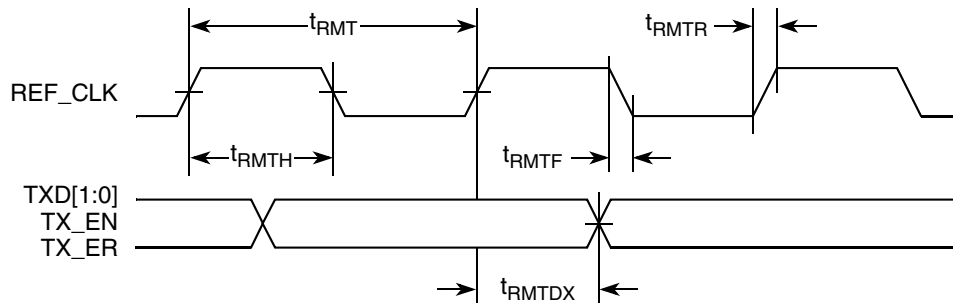 tRMT
tRMTR
REF_CLK
tRMTH
tRMTF
TXD[1:0]
TX_EN
TX_ER
tRMTDX